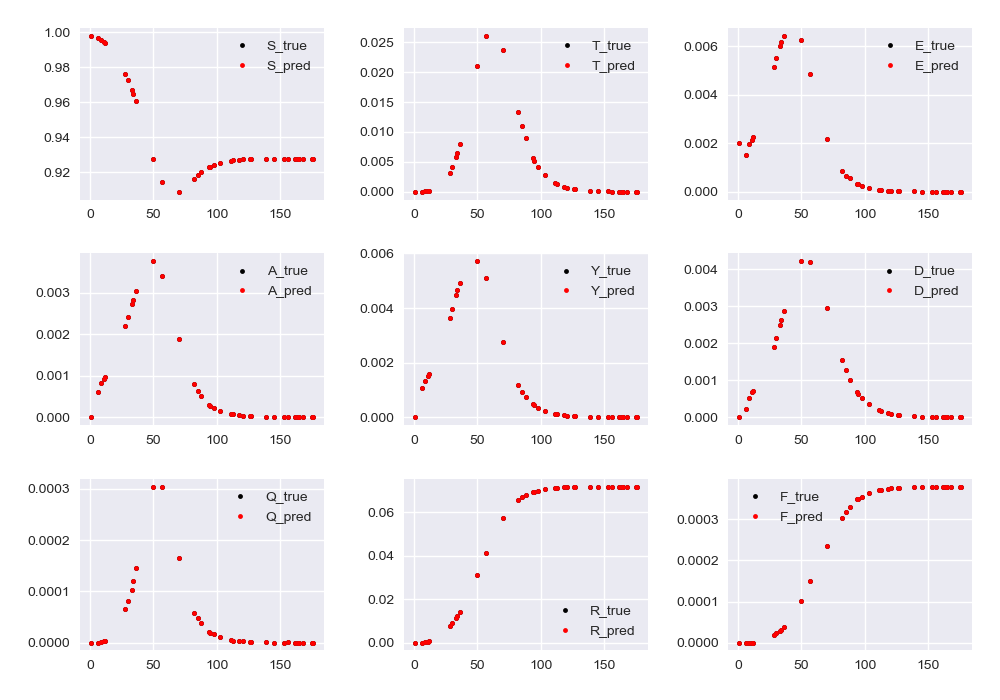 1.00
0.98
0.96
0.94
0.92
0 50 100 150
S_true
S_pred
0.025
0.020
0.015
0.010
0.005
0.000
0 50 100 150
T_true
T_pred
0.006
0.004
0.002
0.000
0 50 100 150
E_true
E_pred
0.003
0.002
0.001
0.000
0 50 100 150
A_true
A_pred
0.006
0.004
0.002
0.000
0 50 100 150
Y_true
Y_pred
0.004
0.003
0.002
0.001
0.000
0 50 100 150
D_true
D_pred
0.0003
0.0002
0.0001
0.0000
0 50 100 150
Q_true
Q_pred
0.06
0.04
0.02
0.00
0 50 100 150
R_true
R_pred
0.0003
0.0002
0.0001
0.0000
0 50 100 150
F_true
F_pred